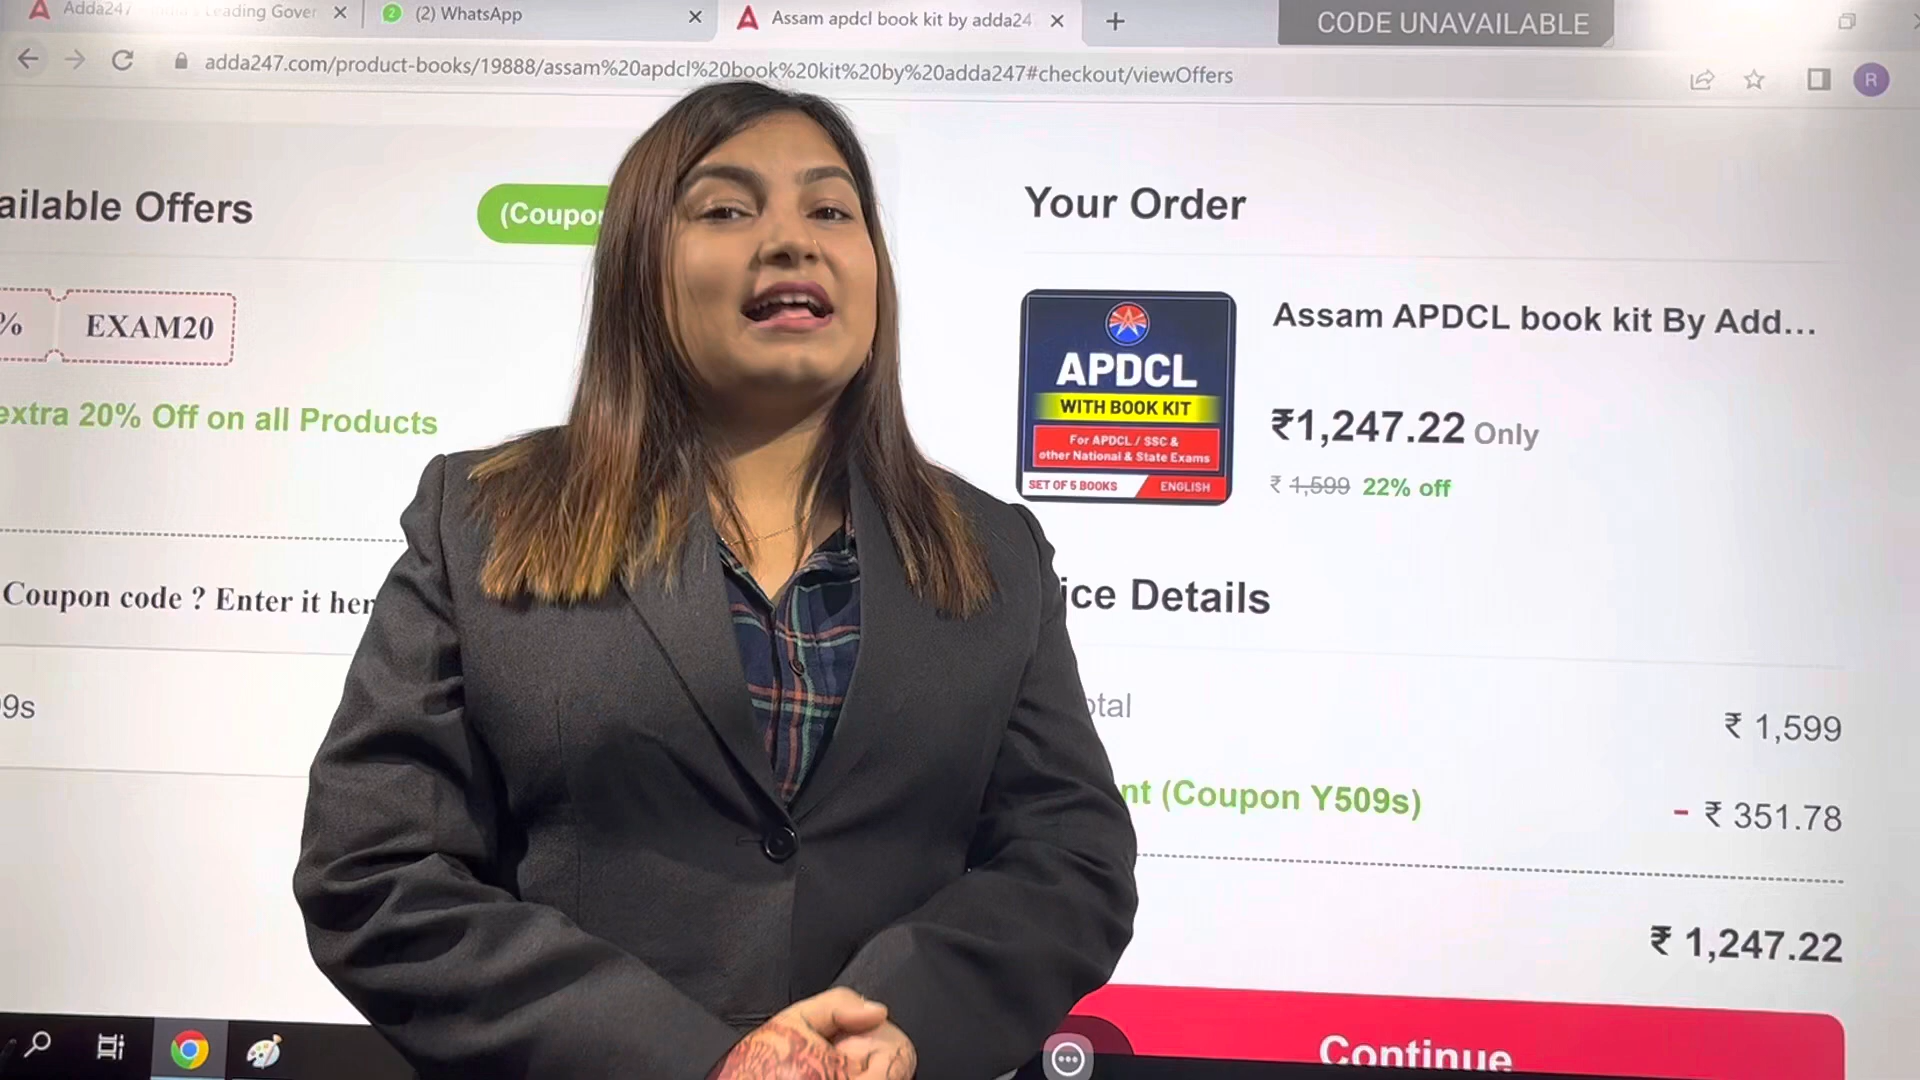 Adda247
Leading Gover
2
(2) WhatsApp
Assam apdcl book kit by adda24
CODE UNAVAILABLE
adda247.com/product-books/19888/assam%20apdcl%20book%20kit%20by%20adda247#checkout/viewOffers
R
ailable Offers
(Coupo
Your Order
%
EXAM20
extra 20% Off on all Products
APDCL
WITH BOOK KIT
For APDCL / SSC &
other National & State Exams
SET OF 5 BOOKS
ENGLISH
Assam APDCL book kit By Add...
₹1,247.22 Only
₹ 1,599 22% off
Coupon code ? Enter it her
9s
ice Details
otal
₹ 1,599
nt (Coupon Y509s)
- ₹ 351.78
₹ 1,247.22
Continue